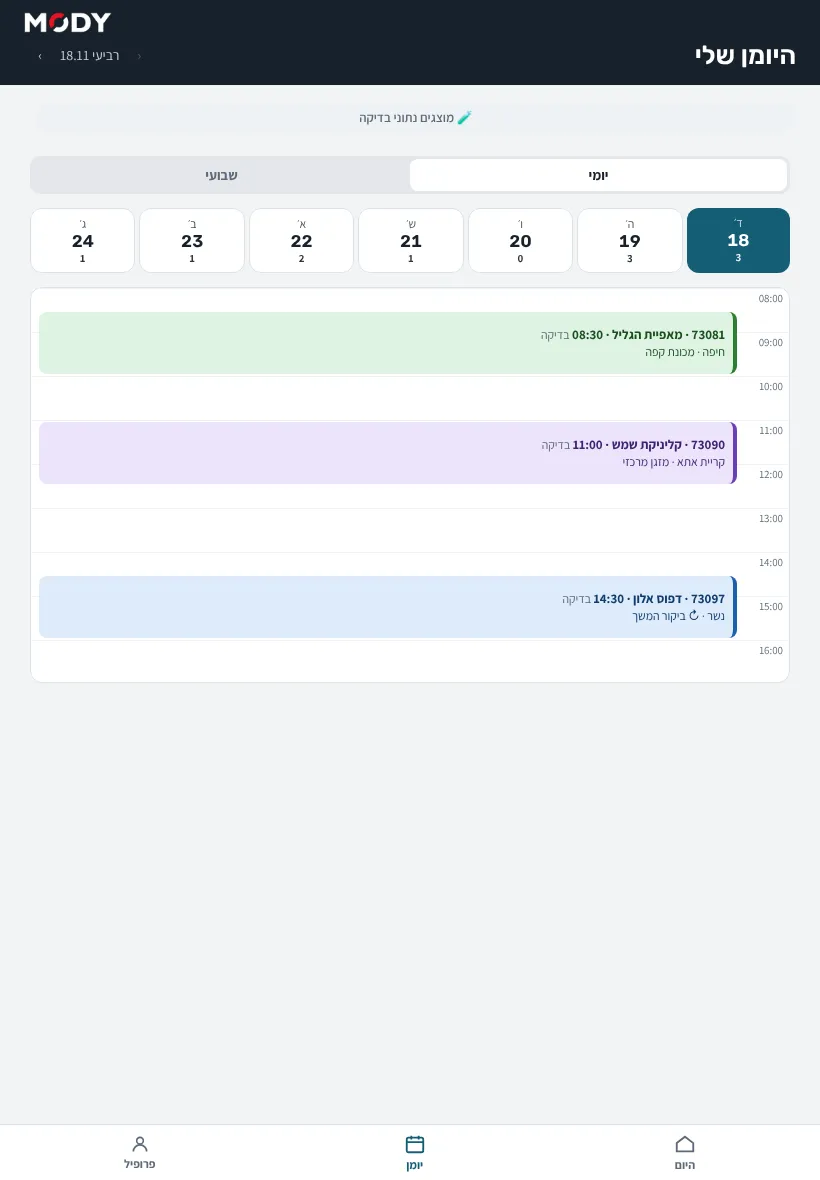 MODY
היומן שלי
‹ רביעי 18.11 ›
🧪 מוצגים נתוני בדיקה
יומי
שבועי
ד׳
18
3
ה׳
19
3
ו׳
20
0
ש׳
21
1
א׳
22
2
ב׳
23
1
ג׳
24
1
08:00
73081 · מאפיית הגליל · 08:30 בדיקה
חיפה · מכונת קפה
09:00
10:00
11:00
73090 · קליניקת שמש · 11:00 בדיקה
קריית אתא · מזגן מרכזי
12:00
13:00
14:00
73097 · דפוס אלון · 14:30 בדיקה
נשר · ↻ ביקור המשך
15:00
16:00
היום
יומן
פרופיל